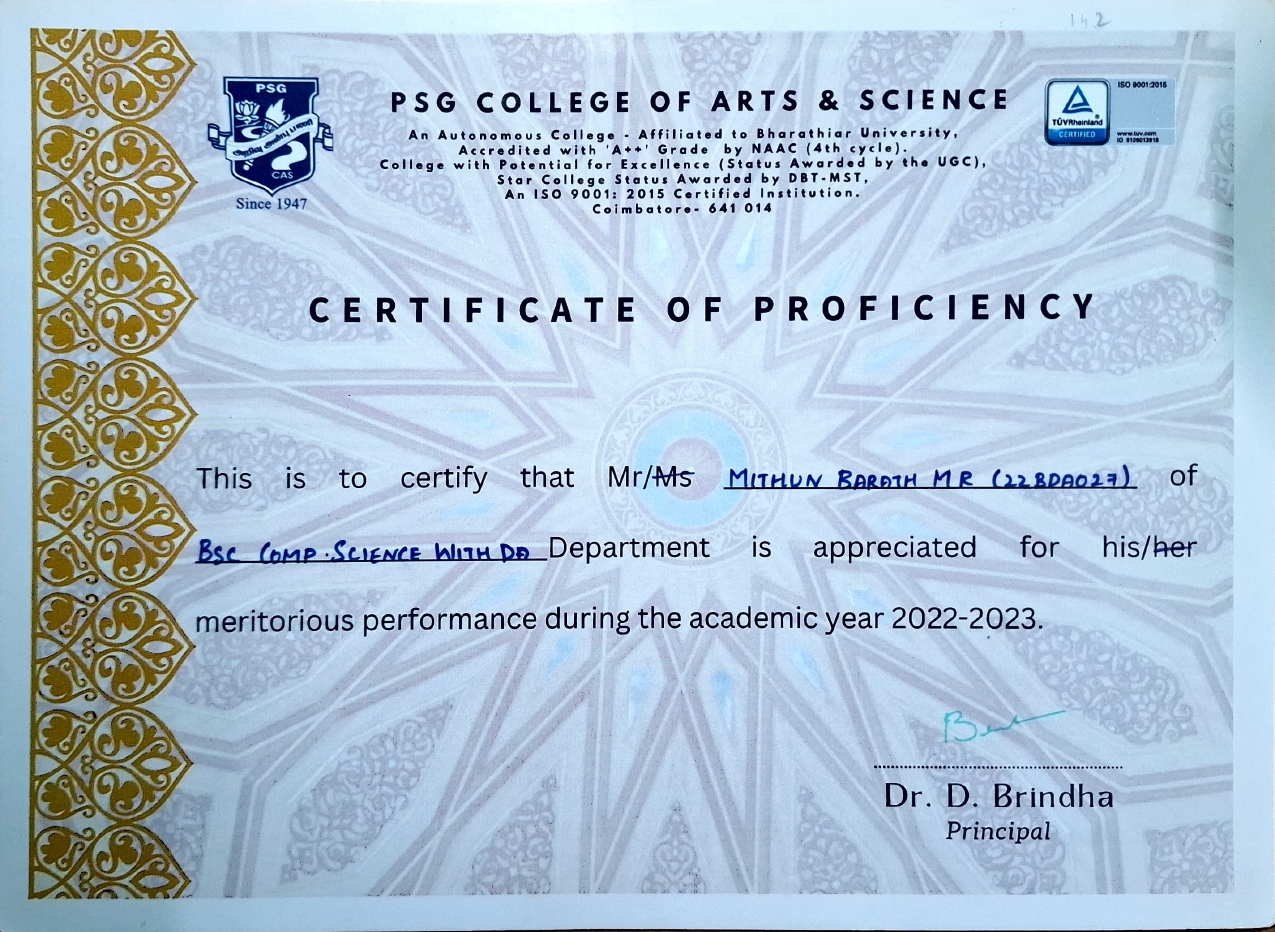 142
PSG
CAS
Since 1947
PSG COLLEGE OF ARTS & SCIENCE
An Autonomous College - Affiliated to Bharathiar University,
Accredited with 'A++' Grade by NAAC (4th cycle).
College with Potential for Excellence (Status Awarded by the UGC),
Star College Status Awarded by DBT-MST,
An ISO 9001: 2015 Certified Institution.
Coimbatore- 641 014
TÜVRheinland
CERTIFIED
ISO 9001:2015
www.tuv.com
ID 9105013918
CERTIFICATE OF PROFICIENCY
This is to certify that Mr/Ms MITHUN BARATH M R (22BDA027) of
BSC COMP.SCIENCE WITH DA Department is appreciated for his/her
meritorious performance during the academic year 2022-2023.
Dr. D. Brindha
Principal